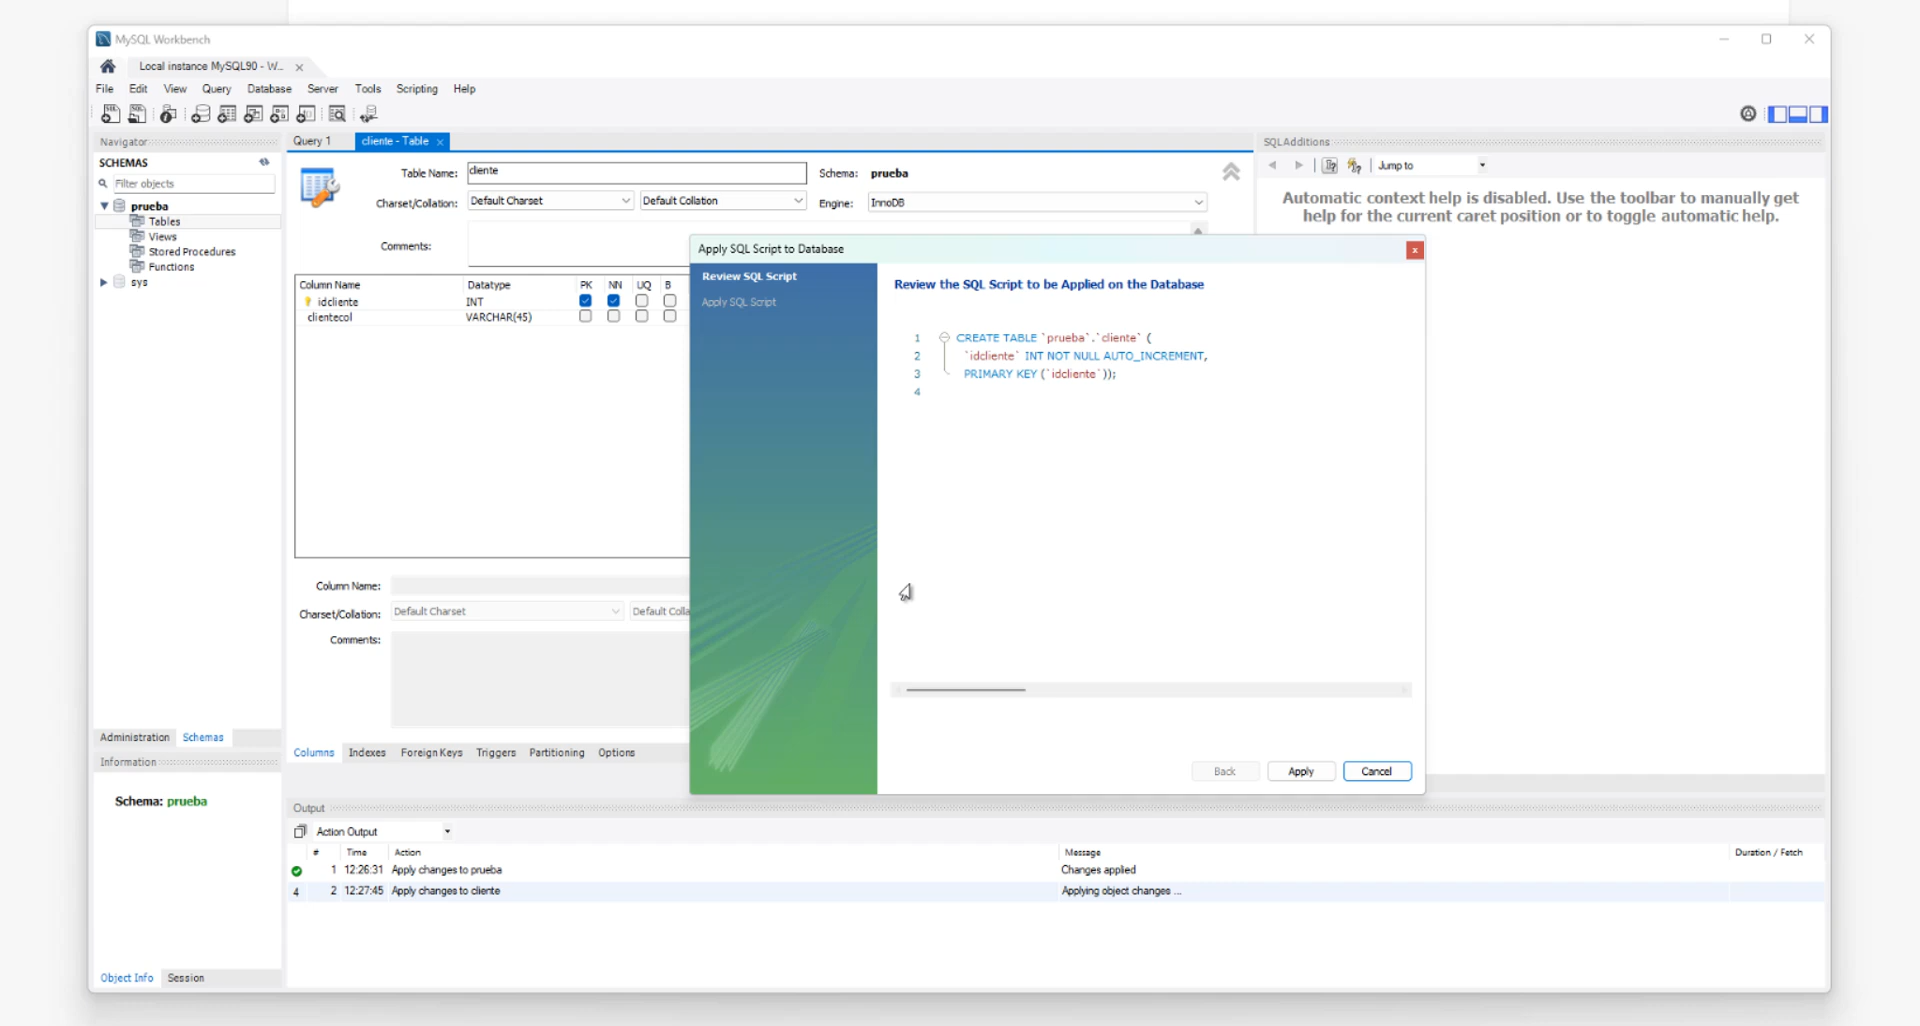 MySQL Workbench
Local instance MySQL90 - W...
File Edit View Query Database Server Tools Scripting Help
Navigator
SCHEMAS
Filter objects
prueba
Tables
Views
Stored Procedures
Functions
sys
Administration Schemas
Information
Schema: prueba
Object Info Session
Query 1 cliente - Table
Table Name: cliente Schema: prueba
Charset/Collation: Default Charset Default Collation Engine: InnoDB
Comments:
Column Name Datatype PK NN UQ B
idcliente INT
clientecol VARCHAR(45)
Column Name:
Charset/Collation: Default Charset Default Colla
Comments:
Columns Indexes Foreign Keys Triggers Partitioning Options
Apply SQL Script to Database
Review SQL Script
Apply SQL Script
Review the SQL Script to be Applied on the Database
1 CREATE TABLE `prueba`.`cliente` (
2 `idcliente` INT NOT NULL AUTO_INCREMENT,
3 PRIMARY KEY (`idcliente`));
4
Back Apply Cancel
SQLAdditions
Jump to
Automatic context help is disabled. Use the toolbar to manually get
help for the current caret position or to toggle automatic help.
Output
Action Output
# Time Action Message Duration / Fetch
1 12:26:31 Apply changes to prueba Changes applied
4 2 12:27:45 Apply changes to cliente Applying object changes ...